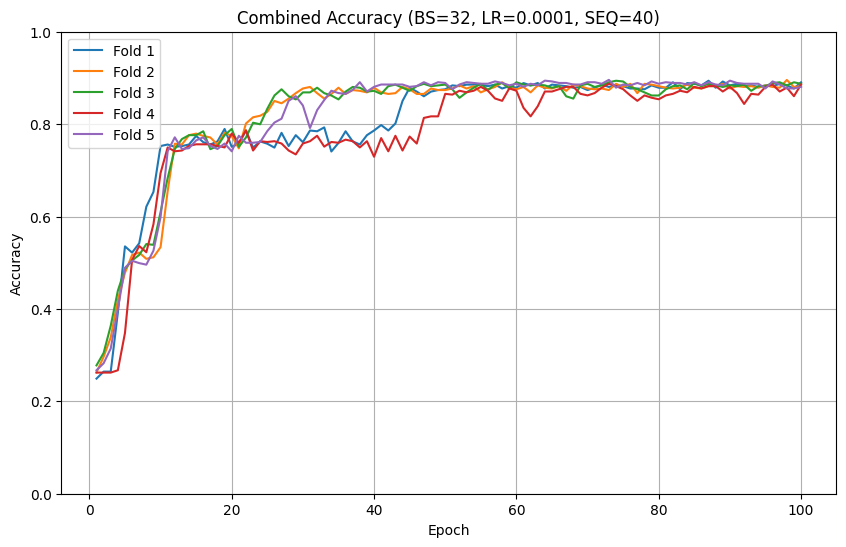 Combined Accuracy (BS=32, LR=0.0001, SEQ=40)
Fold 1
Fold 2
Fold 3
Fold 4
Fold 5
Accuracy
1.0
0.8
0.6
0.4
0.2
0.0
0 20 40 60 80 100
Epoch